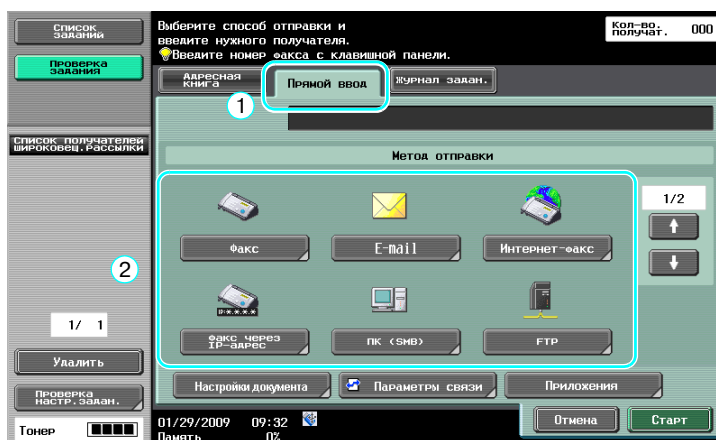 Список
заданий
Проверка
задания
Список получателей
широковещ.рассылки
1/ 1
Удалить
Проверка
настр.задан.
Тонер
Выберите способ отправки и
введите нужного получателя.
Введите номер факса с клавишной панели.
Кол-во.
получат. 000
Адресная
книга
Прямой ввод
Журнал задан.
1
Метод отправки
2
Факс
E-mail
Интернет-факс
IP:*.*.*.*
Факс через
IP-адрес
ПК (SMB)
FTP
1/2
Настройки документа
Параметры связи
Приложения
01/29/2009 09:32
Память 0%
Отмена
Старт